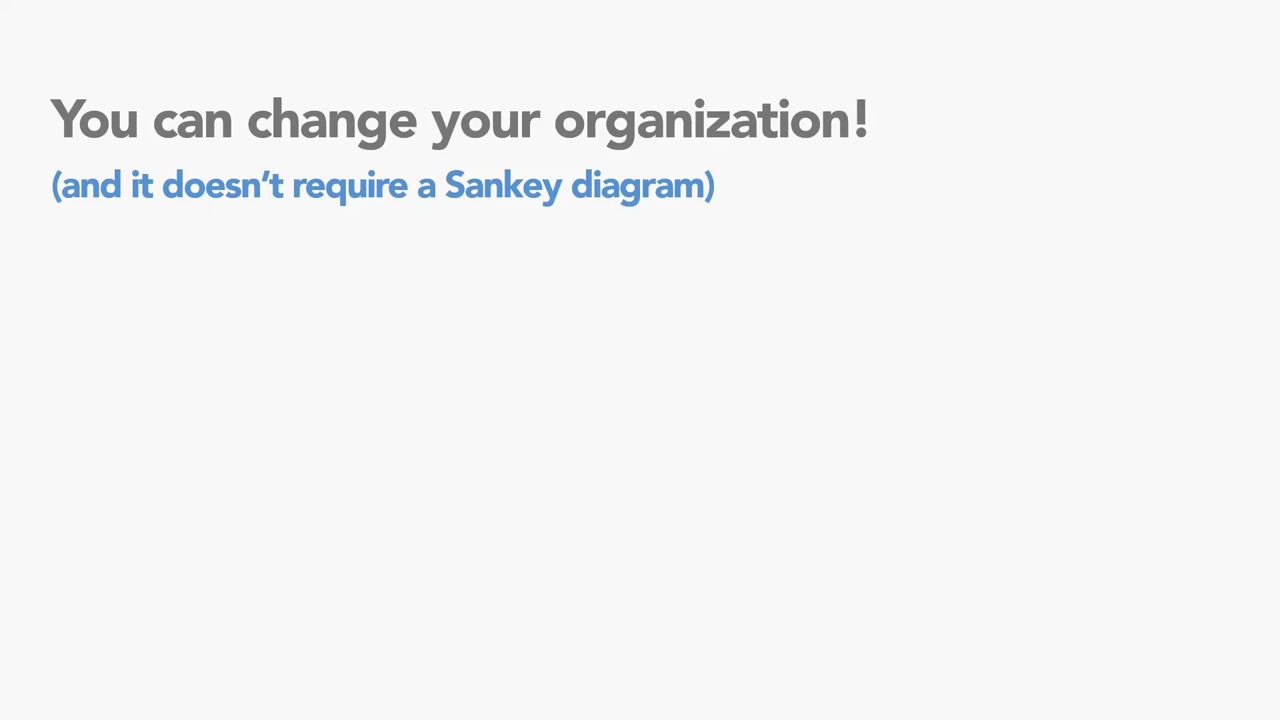 You can change your organization!
(and it doesn’t require a Sankey diagram)